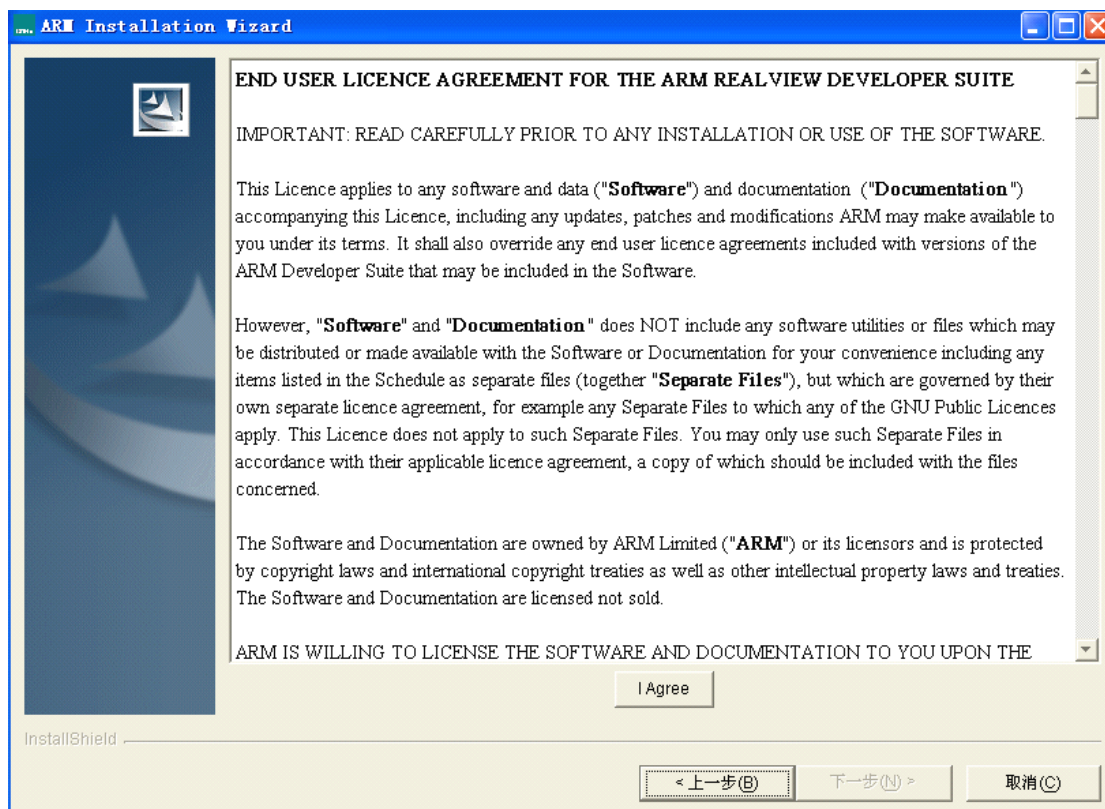 ARM Installation Wizard
END USER LICENCE AGREEMENT FOR THE ARM REALVIEW DEVELOPER SUITE
IMPORTANT: READ CAREFULLY PRIOR TO ANY INSTALLATION OR USE OF THE SOFTWARE.
This Licence applies to any software and data ("Software") and documentation ("Documentation")
accompanying this Licence, including any updates, patches and modifications ARM may make available to
you under its terms. It shall also override any end user licence agreements included with versions of the
ARM Developer Suite that may be included in the Software.
However, "Software" and "Documentation" does NOT include any software utilities or files which may
be distributed or made available with the Software or Documentation for your convenience including any
items listed in the Schedule as separate files (together "Separate Files"), but which are governed by their
own separate licence agreement, for example any Separate Files to which any of the GNU Public Licences
apply. This Licence does not apply to such Separate Files. You may only use such Separate Files in
accordance with their applicable licence agreement, a copy of which should be included with the files
concerned.
The Software and Documentation are owned by ARM Limited ("ARM") or its licensors and is protected
by copyright laws and international copyright treaties as well as other intellectual property laws and treaties.
The Software and Documentation are licensed not sold.
ARM IS WILLING TO LICENSE THE SOFTWARE AND DOCUMENTATION TO YOU UPON THE
I Agree
InstallShield
< 上一步(B)
下一步(N) >
取消(C)